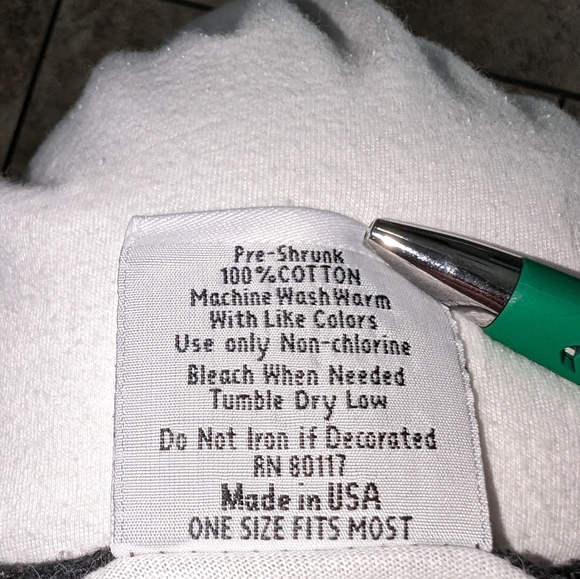 Pre-Shrunk
100%COTTON
Machine Wash Warm
With Like Colors
Use only Non-chlorine
Bleach When Needed
Tumble Dry Low
Do Not Iron if Decorated
RN 80117
Made in USA
ONE SIZE FITS MOST